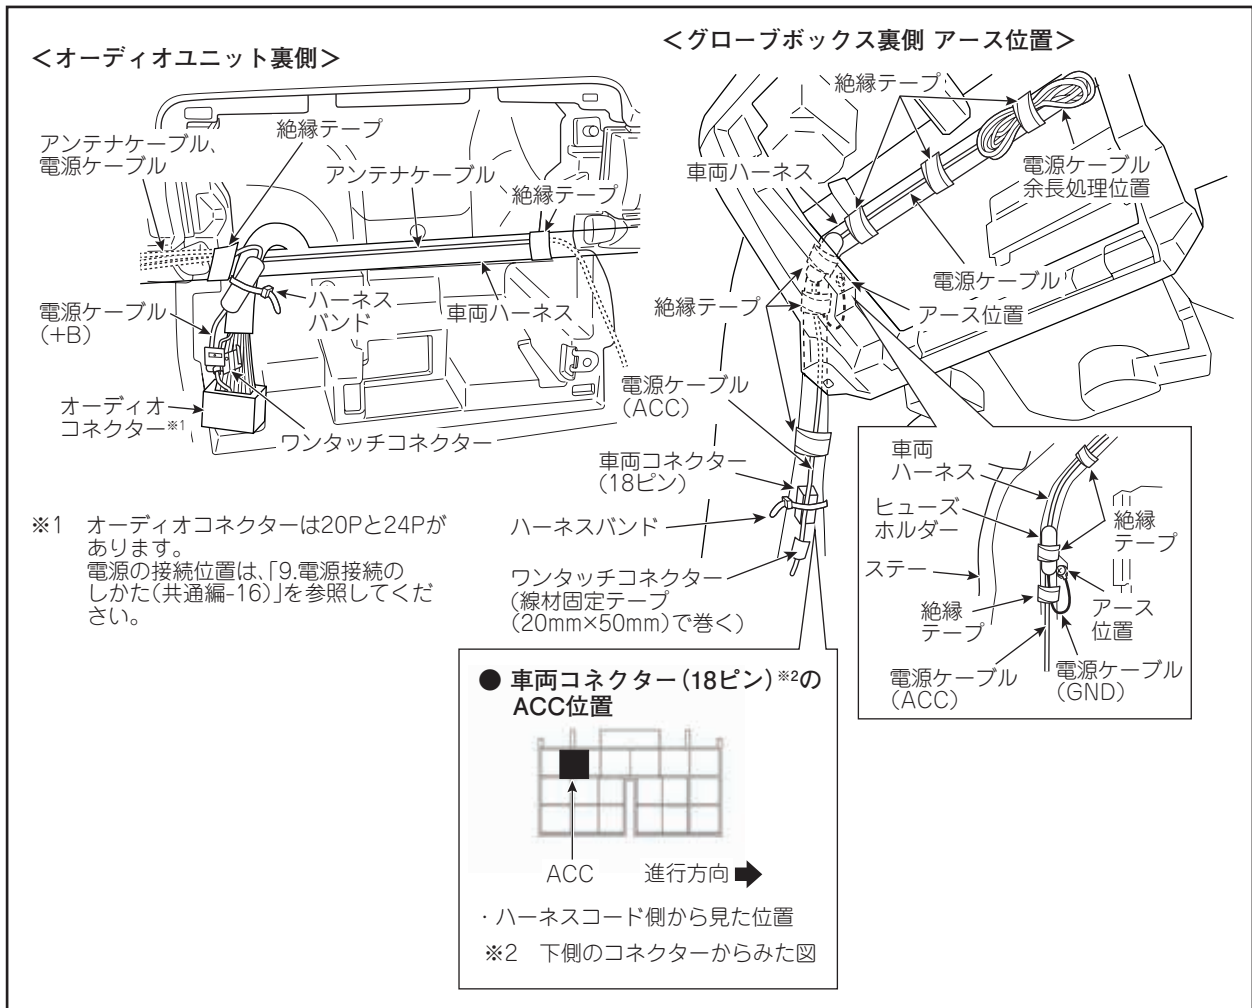 ＜オーディオユニット裏側＞
アンテナケーブル、
電源ケーブル
絶縁テープ
アンテナケーブル
絶縁テープ
電源ケーブル
(+B)
ハーネス
バンド
車両ハーネス
オーディオ
コネクター※1
ワンタッチコネクター
※1 オーディオコネクターは20Pと24Pが
あります。
電源の接続位置は、「9.電源接続の
しかた(共通編-16)」を参照してくだ
さい。
＜グローブボックス裏側 アース位置＞
絶縁テープ
車両ハーネス
電源ケーブル
余長処理位置
電源ケーブル
絶縁テープ
アース位置
電源ケーブル
(ACC)
車両コネクター
(18ピン)
ハーネスバンド
ワンタッチコネクター
(線材固定テープ
(20mm×50mm)で巻く)
車両
ハーネス
ヒューズ
ホルダー
絶縁
テープ
ステー
絶縁
テープ
アース
位置
電源ケーブル
(ACC)
電源ケーブル
(GND)
● 車両コネクター(18ピン)※2の
ACC位置
ACC
進行方向➡
・ハーネスコード側から見た位置
※2 下側のコネクターからみた図